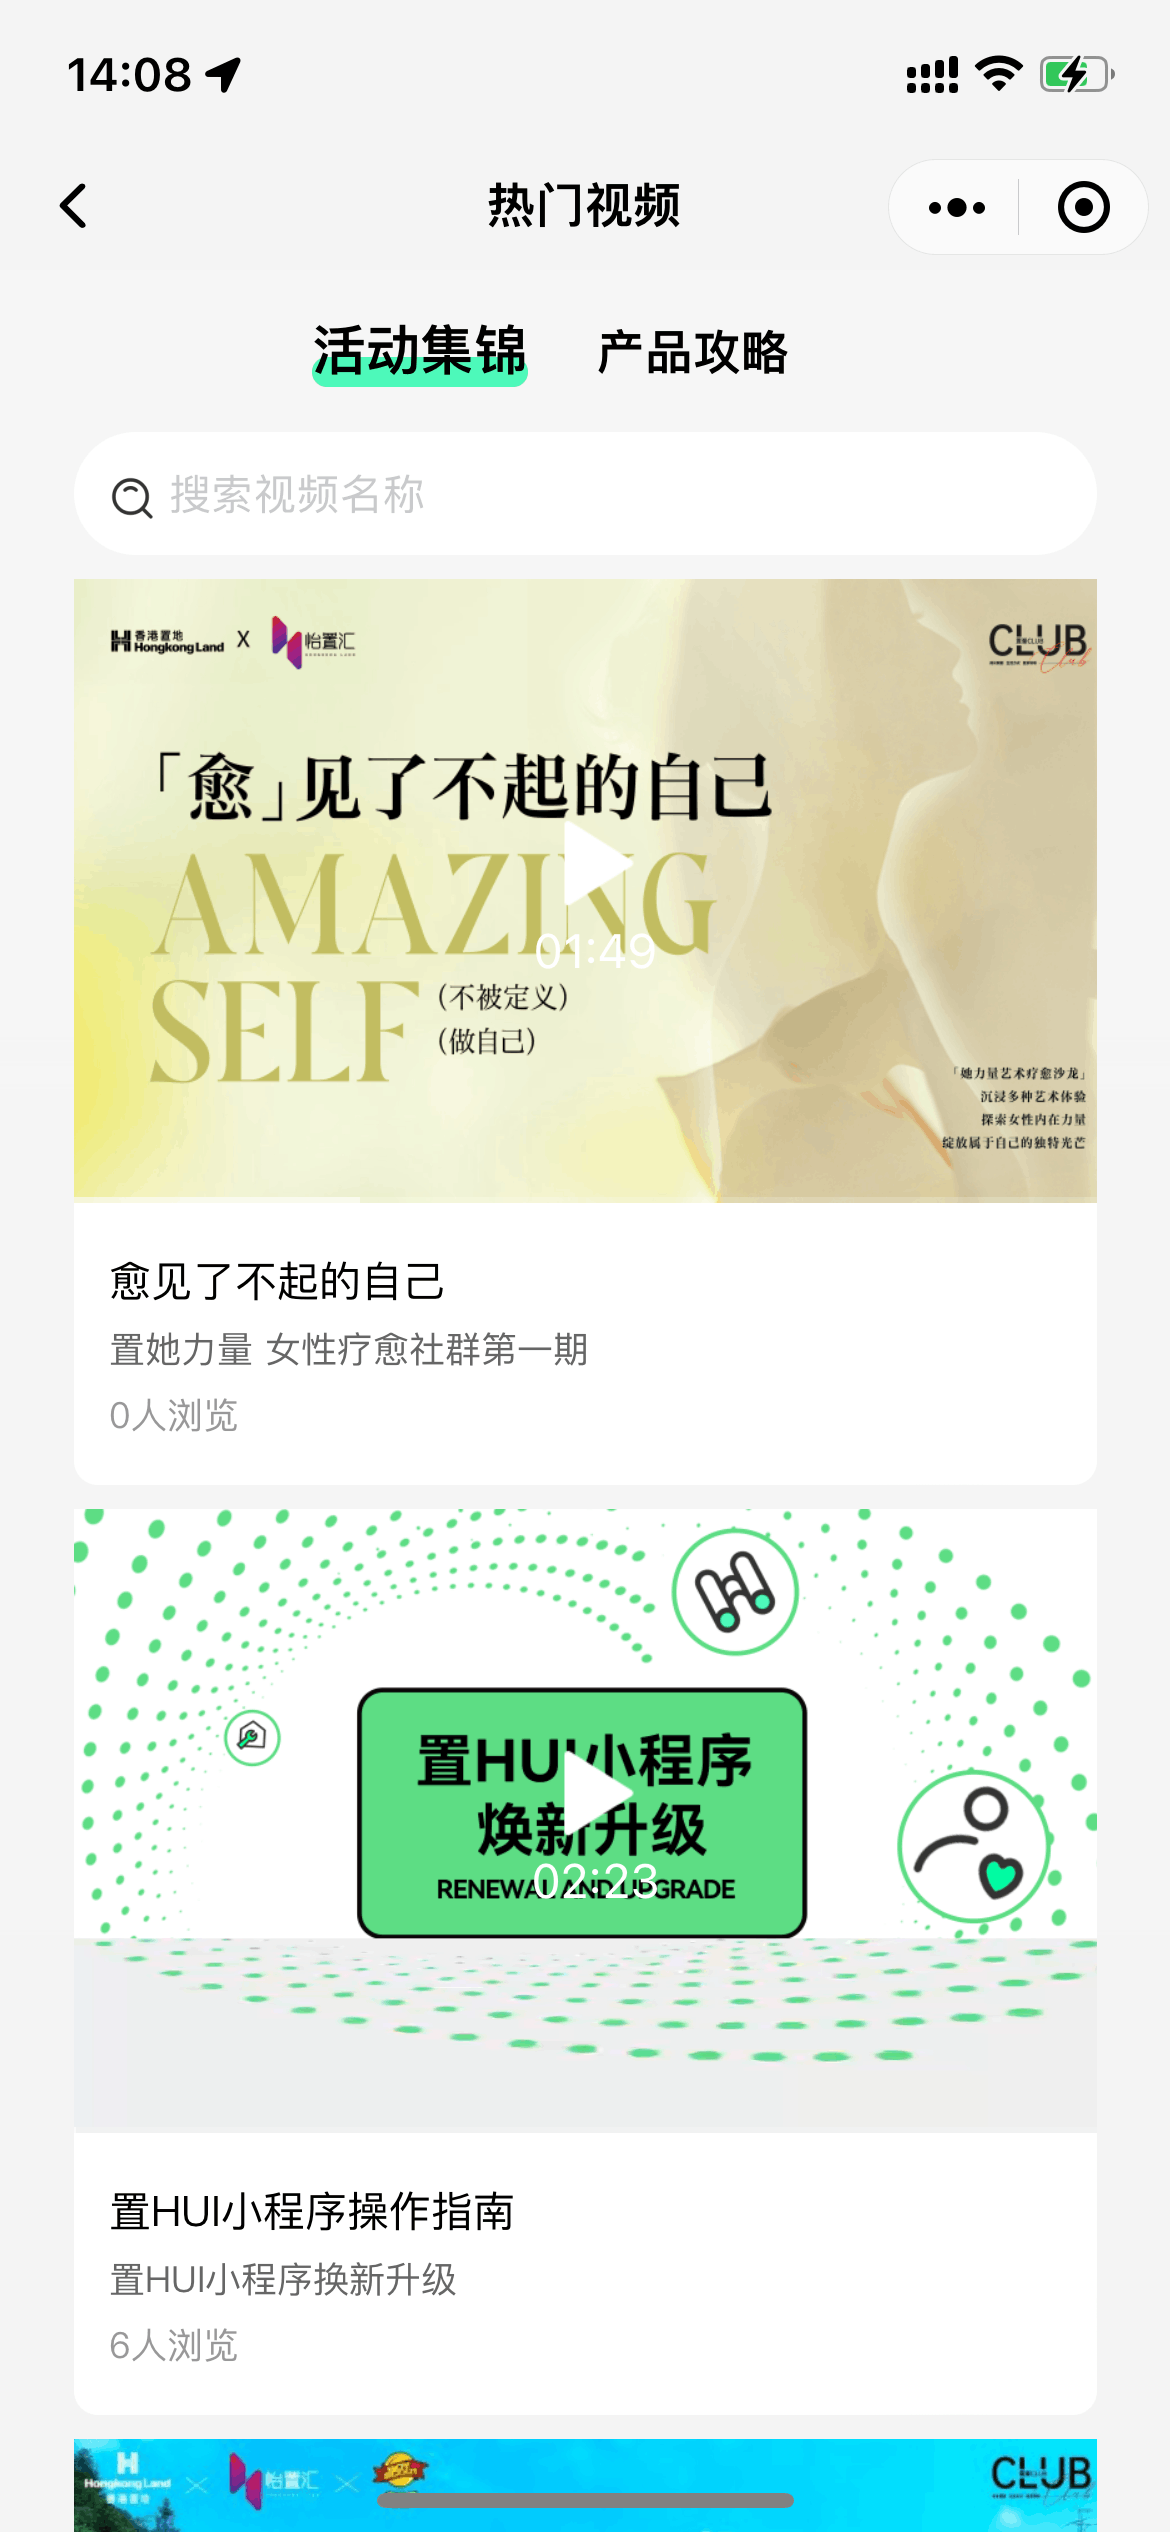 14:08
热门视频
活动集锦
产品攻略
搜索视频名称
香港置地
HongkongLand
X
怡置汇
CLUB
Club
「愈」见了不起的自己
AMAZING
01:49
SELF
(不被定义)
(做自己)
「她力量艺术疗愈沙龙」
沉浸多种艺术体验
探索女性内在力量
绽放属于自己的独特光芒
愈见了不起的自己
置她力量 女性疗愈社群第一期
0人浏览
置HUI小程序
焕新升级
RENEWAL AND UPGRADE
02:23
置HUI小程序操作指南
置HUI小程序换新升级
6人浏览
HongkongLand
香港置地
怡置汇
CLUB
Club